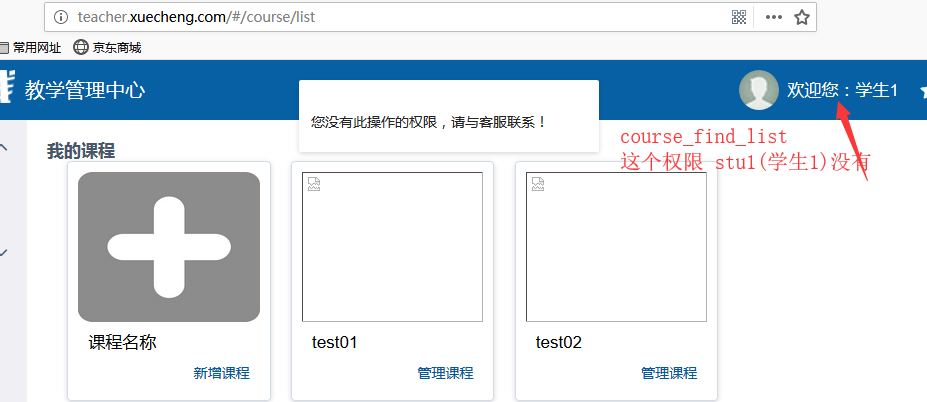 teacher.xuecheng.com/#/course/list
常用网址 京东商城
教学管理中心
欢迎您：学生1
您没有此操作的权限，请与客服联系！
course_find_list
这个权限 stu1(学生1)没有
我的课程
课程名称 test01 test02
新增课程 管理课程 管理课程